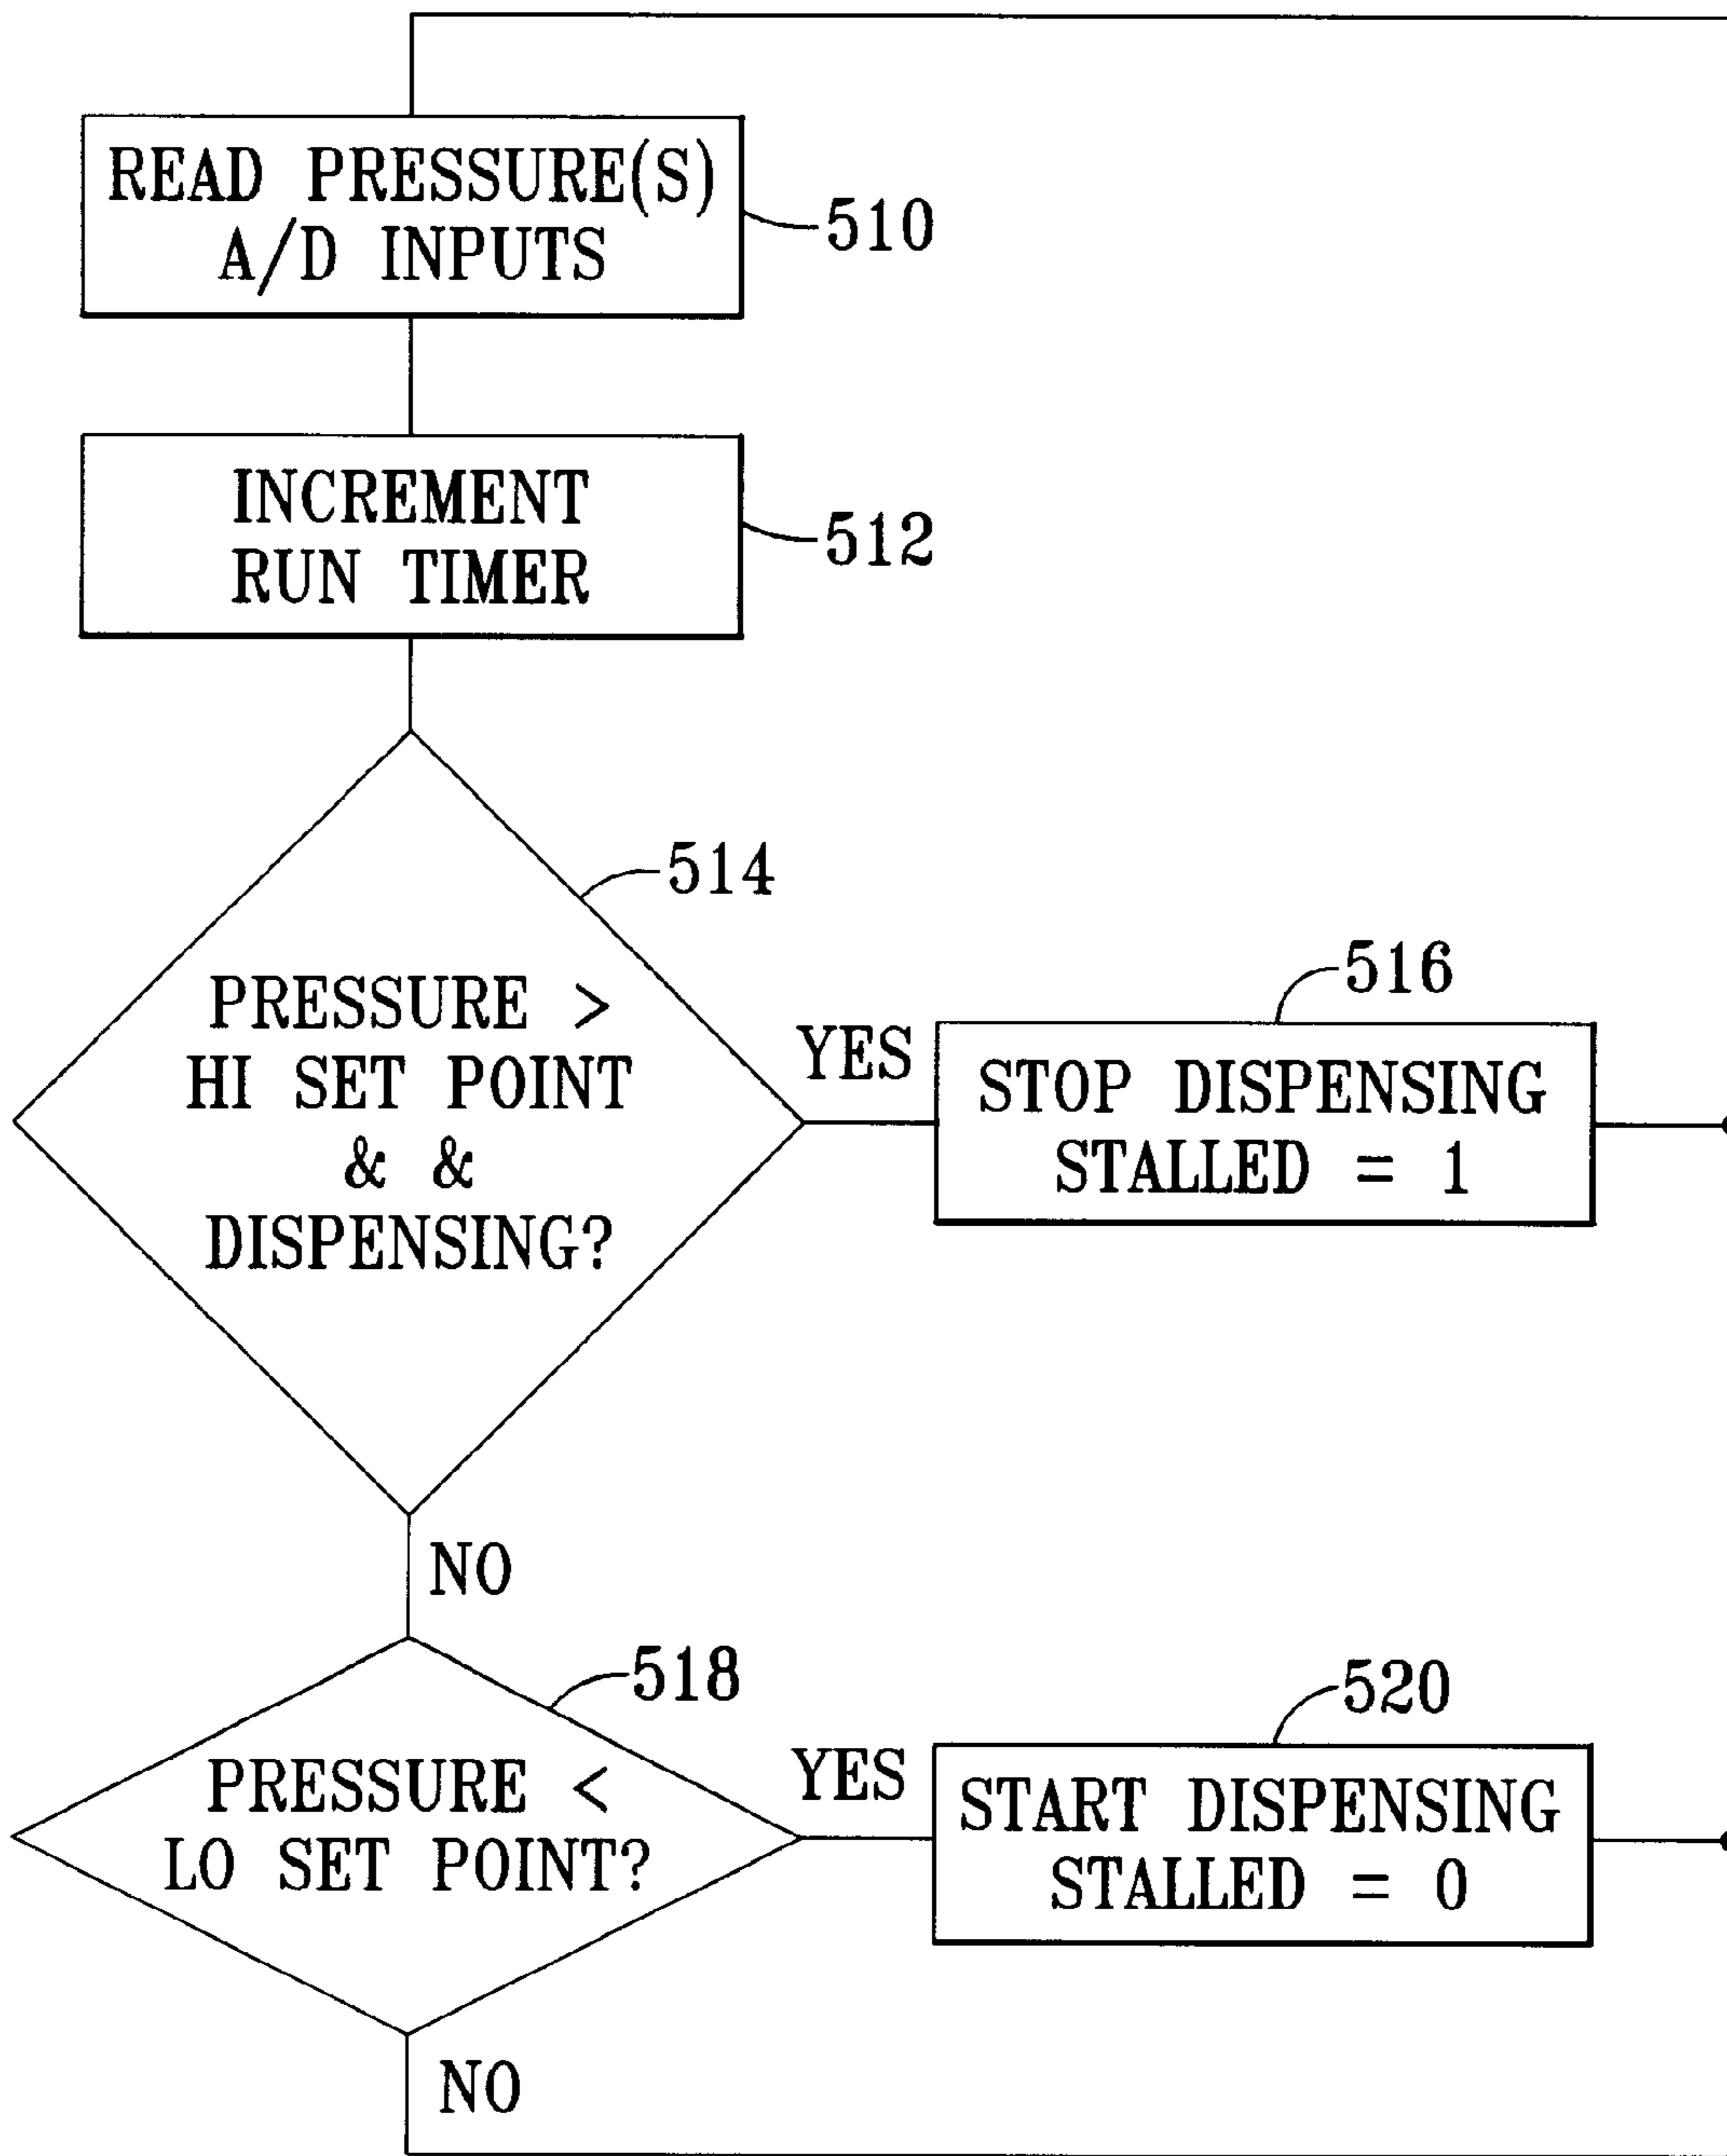 READ PRESSURE(S)
A/D INPUTS
510
INCREMENT
RUN TIMER
512
514
PRESSURE >
HI SET POINT
& &
DISPENSING?
YES
516
STOP DISPENSING
STALLED = 1
NO
518
PRESSURE <
LO SET POINT?
YES
520
START DISPENSING
STALLED = 0
NO